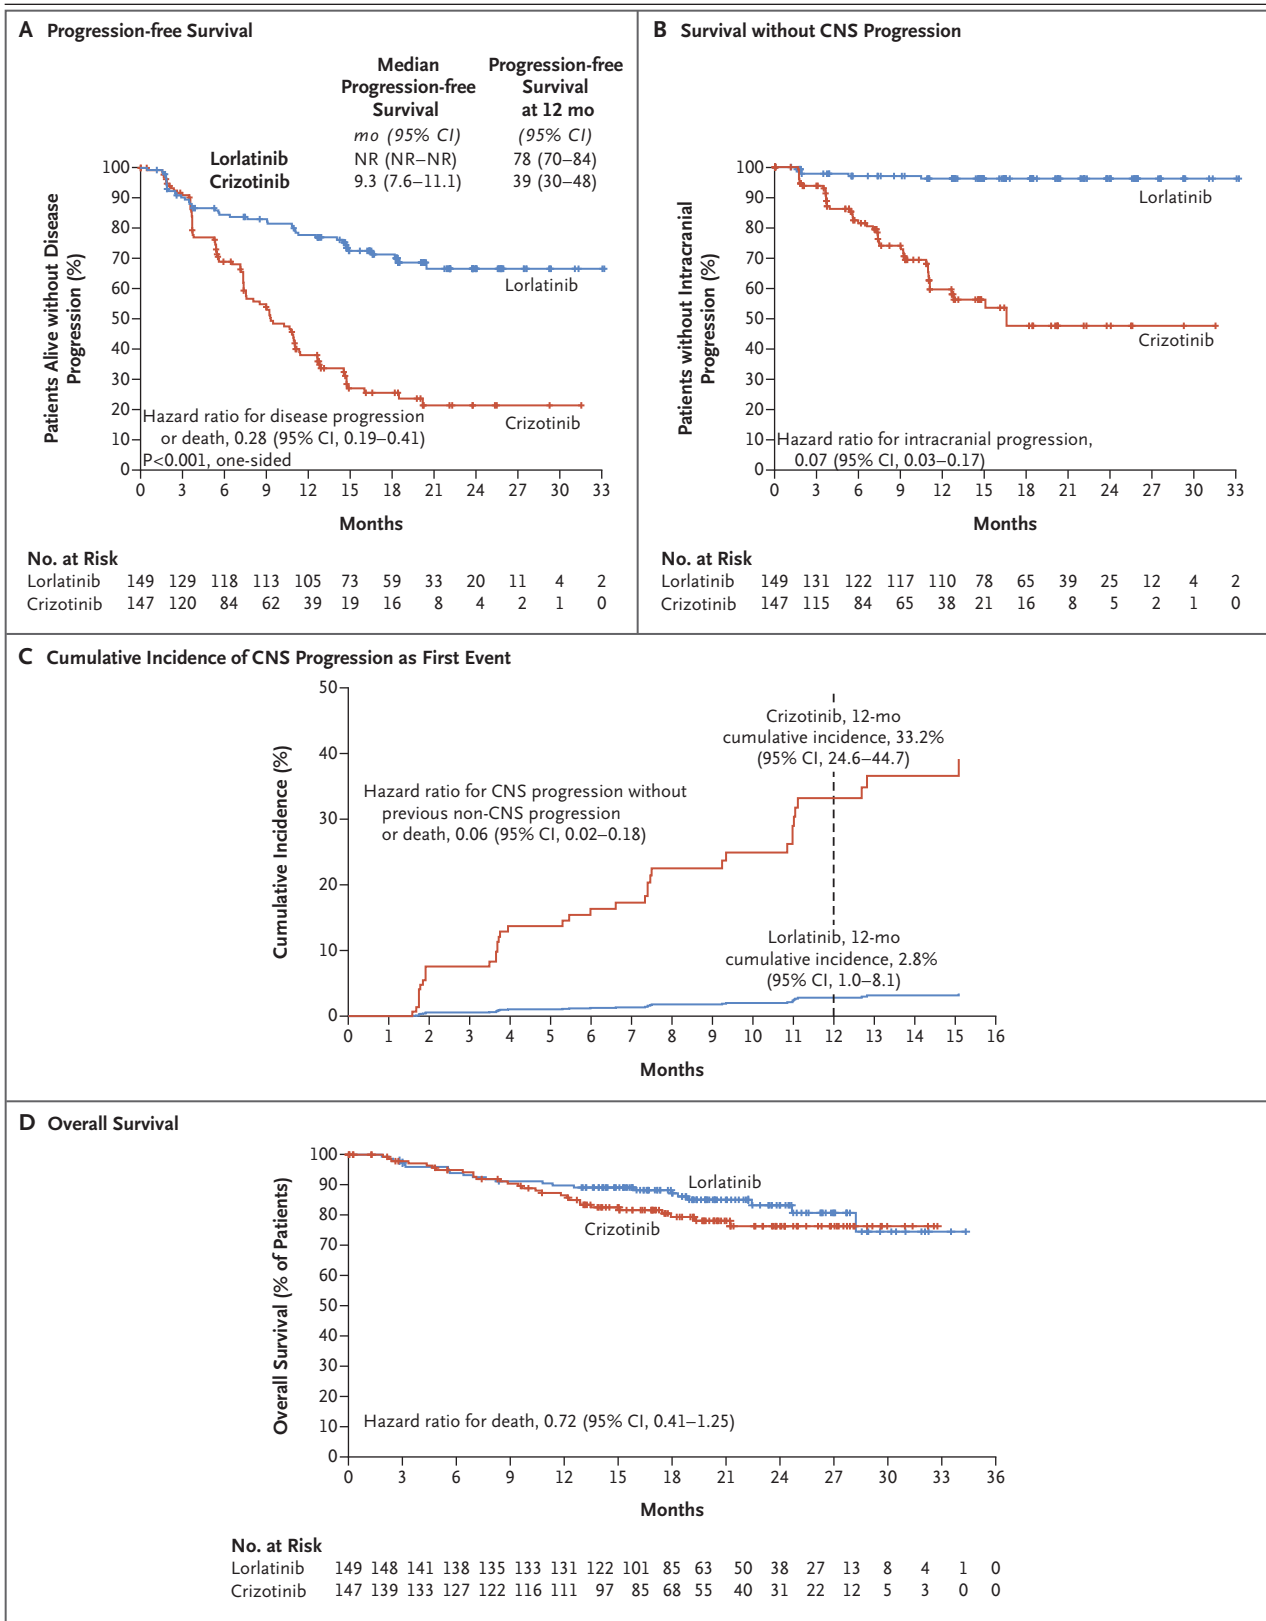 A Progression-free Survival
Median Progression-free Survival
Progression-free Survival at 12 mo
mo (95% CI)
(95% CI)
Lorlatinib NR (NR–NR) 78 (70–84)
Crizotinib 9.3 (7.6–11.1) 39 (30–48)
Patients Alive without Disease
Progression (%)
100
90
80
70
60
50
40
30
20
10
0
Lorlatinib
Crizotinib
Hazard ratio for disease progression
or death, 0.28 (95% CI, 0.19–0.41)
P<0.001, one-sided
0 3 6 9 12 15 18 21 24 27 30 33
Months
No. at Risk
Lorlatinib 149 129 118 113 105 73 59 33 20 11 4 2
Crizotinib 147 120 84 62 39 19 16 8 4 2 1 0
B Survival without CNS Progression
Patients without Intracranial
Progression (%)
100
90
80
70
60
50
40
30
20
10
0
Lorlatinib
Crizotinib
Hazard ratio for intracranial progression,
0.07 (95% CI, 0.03–0.17)
0 3 6 9 12 15 18 21 24 27 30 33
Months
No. at Risk
Lorlatinib 149 131 122 117 110 78 65 39 25 12 4 2
Crizotinib 147 115 84 65 38 21 16 8 5 2 1 0
C Cumulative Incidence of CNS Progression as First Event
Cumulative Incidence (%)
50
40
30
20
10
0
Crizotinib, 12-mo
cumulative incidence, 33.2%
(95% CI, 24.6–44.7)
Hazard ratio for CNS progression without
previous non-CNS progression
or death, 0.06 (95% CI, 0.02–0.18)
Lorlatinib, 12-mo
cumulative incidence, 2.8%
(95% CI, 1.0–8.1)
0 1 2 3 4 5 6 7 8 9 10 11 12 13 14 15 16
Months
D Overall Survival
Overall Survival (% of Patients)
100
90
80
70
60
50
40
30
20
10
0
Lorlatinib
Crizotinib
Hazard ratio for death, 0.72 (95% CI, 0.41–1.25)
0 3 6 9 12 15 18 21 24 27 30 33 36
Months
No. at Risk
Lorlatinib 149 148 141 138 135 133 131 122 101 85 63 50 38 27 13 8 4 1 0
Crizotinib 147 139 133 127 122 116 111 97 85 68 55 40 31 22 12 5 3 0 0